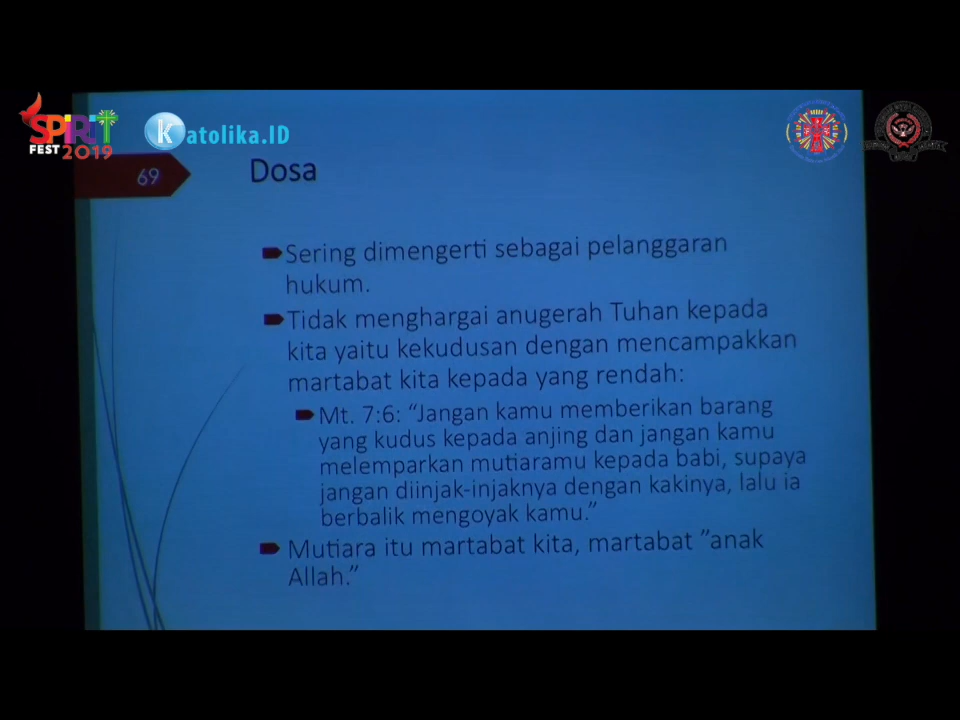 SPiRiT
FEST 2019
Katolika.ID
69
Dosa
Sering dimengerti sebagai pelanggaran
hukum.
Tidak menghargai anugerah Tuhan kepada
kita yaitu kekudusan dengan mencampakkan
martabat kita kepada yang rendah:
Mt. 7:6: “Jangan kamu memberikan barang
yang kudus kepada anjing dan jangan kamu
melemparkan mutiaramu kepada babi, supaya
jangan diinjak-injaknya dengan kakinya, lalu ia
berbalik mengoyak kamu.”
Mutiara itu martabat kita, martabat ”anak
Allah.”